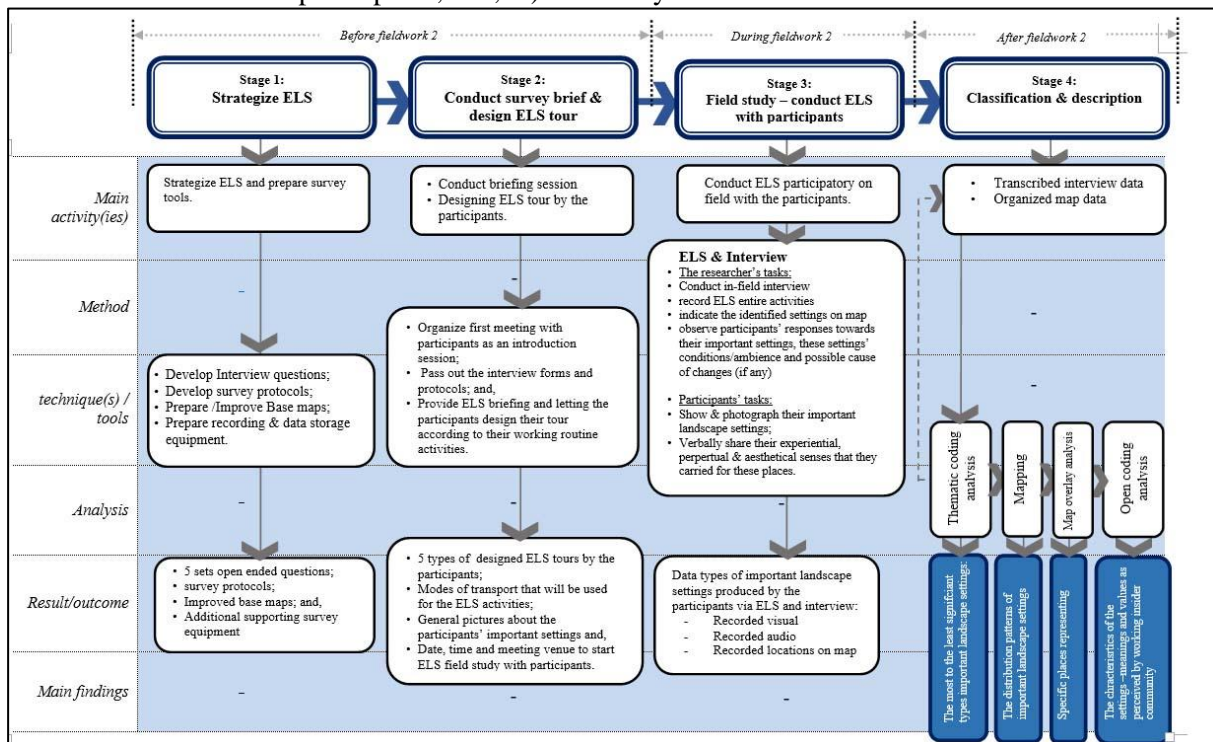 Before fieldwork 2
During fieldwork 2
After fieldwork 2
Stage 1:
Strategize ELS
Stage 2:
Conduct survey brief &
design ELS tour
Stage 3:
Field study – conduct ELS
with participants
Stage 4:
Classification & description
Main
activity(ies)
Strategize ELS and prepare survey
tools.
• Conduct briefing session
• Designing ELS tour by the
participants.
Conduct ELS participatory on
field with the participants.
• Transcribed interview data
• Organized map data
Method
-
-
ELS & Interview
• The researcher's tasks:
• Conduct in-field interview
• record ELS entire activities
• indicate the identified settings on map
• observe participants' responses towards
their important settings, these settings'
conditions/ambience and possible cause
of changes (if any)
• Participants' tasks:
• Show & photograph their important
landscape settings;
• Verbally share their experiential,
perpetual & aesthetical senses that they
carried for these places.
-
technique(s) /
tools
• Develop Interview questions;
• Develop survey protocols;
• Prepare /Improve Base maps;
• Prepare recording & data storage
equipment.
• Organize first meeting with
participants as an introduction
session;
• Pass out the interview forms and
protocols; and,
• Provide ELS briefing and letting the
participants design their tour
according to their working routine
activities.
-
Analysis
-
-
-
Thematic coding
analysis
Mapping
Map overlay analysis
Open coding
analysis
Result/outcome
• 5 sets open ended questions;
• survey protocols;
• Improved base maps; and,
• Additional supporting survey
equipment
• 5 types of designed ELS tours by the
participants;
• Modes of transport that will be used
for the ELS activities;
• General pictures about the
participants' important settings and,
• Date, time and meeting venue to start
ELS field study with participants.
Data types of important landscape
settings produced by the
participants via ELS and interview:
- Recorded visual
- Recorded audio
- Recorded locations on map
Main findings
-
-
-
The most to the least signifciant
types important landscape settings:
The distribution patterns of
important landscape settings
Specific places representing
The chracteristics of the
settings –meanings and values as
perceived by working insider
community